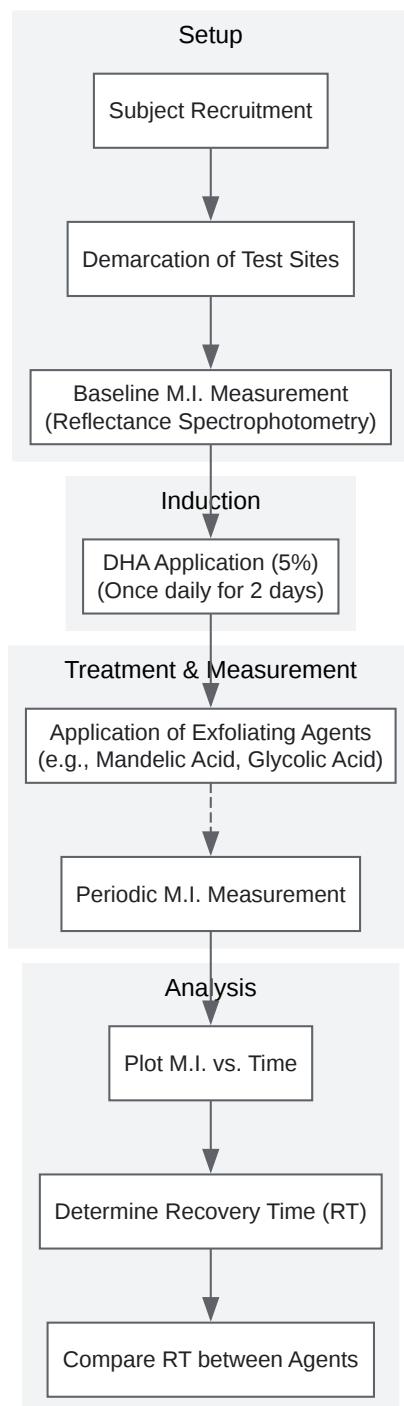 Setup
Subject Recruitment
Demarcation of Test Sites
Baseline M.I. Measurement
(Reflectance Spectrophotometry)
Induction
DHA Application (5%)
(Once daily for 2 days)
Treatment & Measurement
Application of Exfoliating Agents
(e.g., Mandelic Acid, Glycolic Acid)
Periodic M.I. Measurement
Analysis
Plot M.I. vs. Time
Determine Recovery Time (RT)
Compare RT between Agents